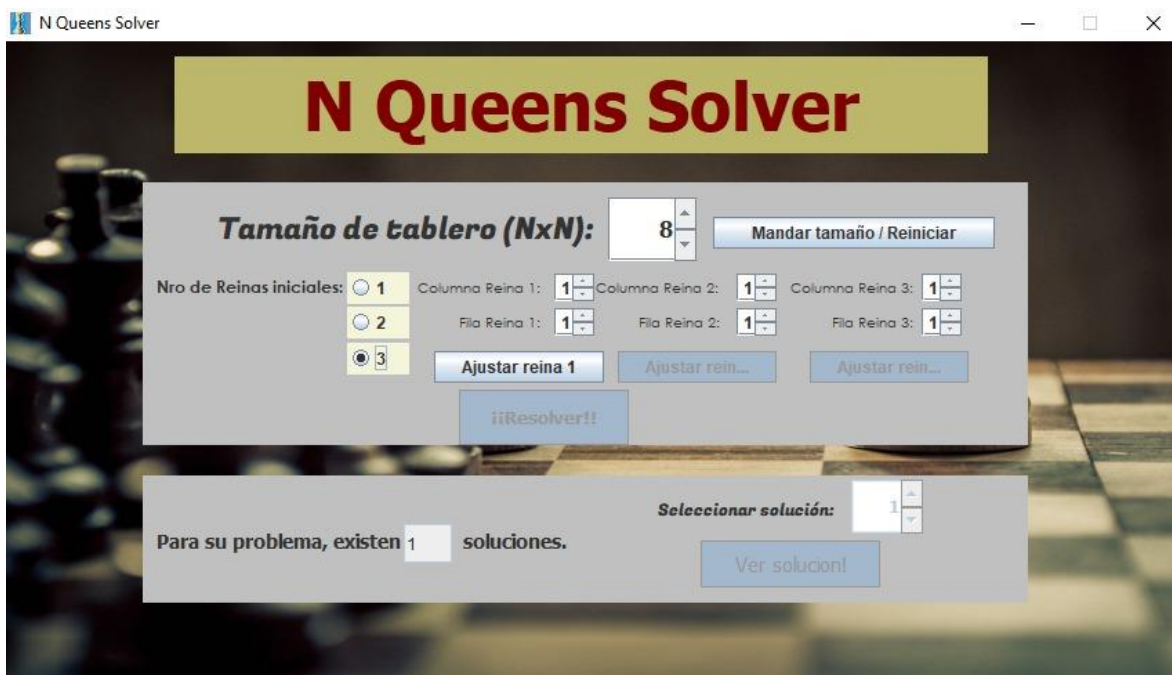 N Queens Solver
N Queens Solver
Tamaño de tablero (NxN): 8 Mandar tamaño / Reiniciar
Nro de Reinas iniciales: 1 Columna Reina 1: 1 Columna Reina 2: 1 Columna Reina 3: 1
2 Fila Reina 1: 1 Fila Reina 2: 1 Fila Reina 3: 1
3 Ajustar reina 1 Ajustar rein... Ajustar rein...
¡¡Resolver!!
Seleccionar solución: 1
Para su problema, existen 1 soluciones.
Ver solucion!